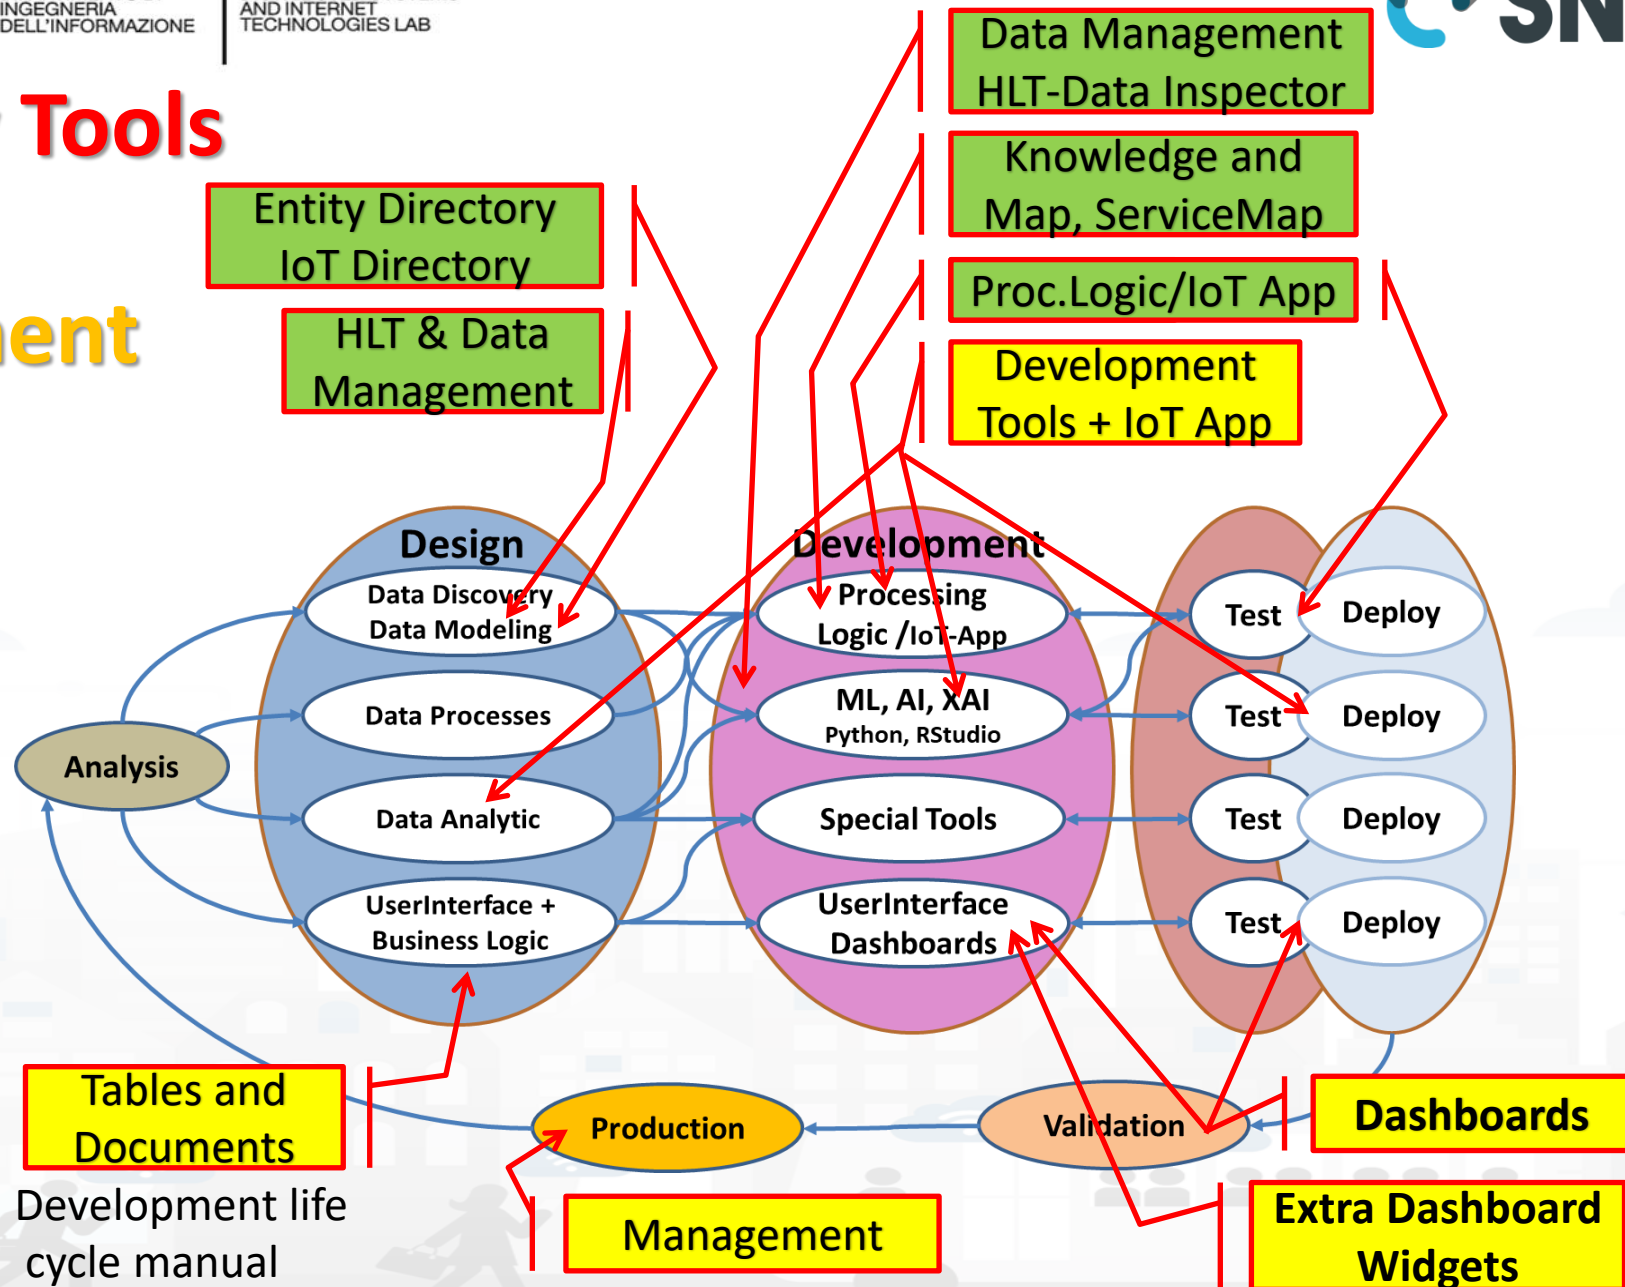 INGEGNERIA
DELL'INFORMAZIONE
AND INTERNET
TECHNOLOGIES LAB
SN
Tools
Data Management
HLT-Data Inspector
Knowledge and
Map, ServiceMap
Entity Directory
IoT Directory
Proc.Logic/IoT App
HLT & Data
Management
Development
Tools + IoT App
Design
Data Discovery
Data Modeling
Data Processes
Data Analytic
UserInterface +
Business Logic
Development
Processing
Logic /IoT-App
ML, AI, XAI
Python, RStudio
Special Tools
UserInterface
Dashboards
Test
Deploy
Test
Deploy
Test
Deploy
Test
Deploy
Analysis
Tables and
Documents
Development life
cycle manual
Production
Management
Validation
Dashboards
Extra Dashboard
Widgets